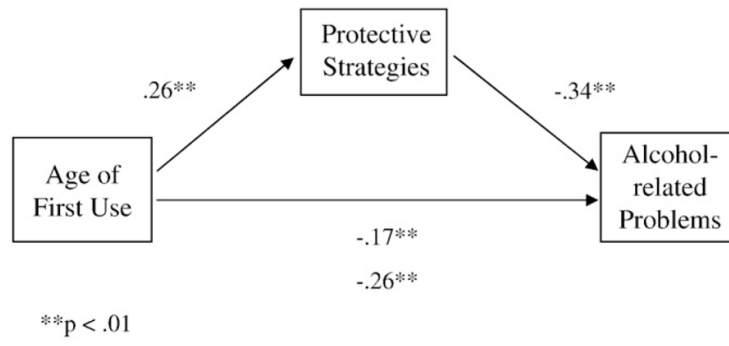 Protective
Strategies
.26**
-.34**
Age of
First Use
Alcohol-
related
Problems
-.17**
-.26**
**p < .01